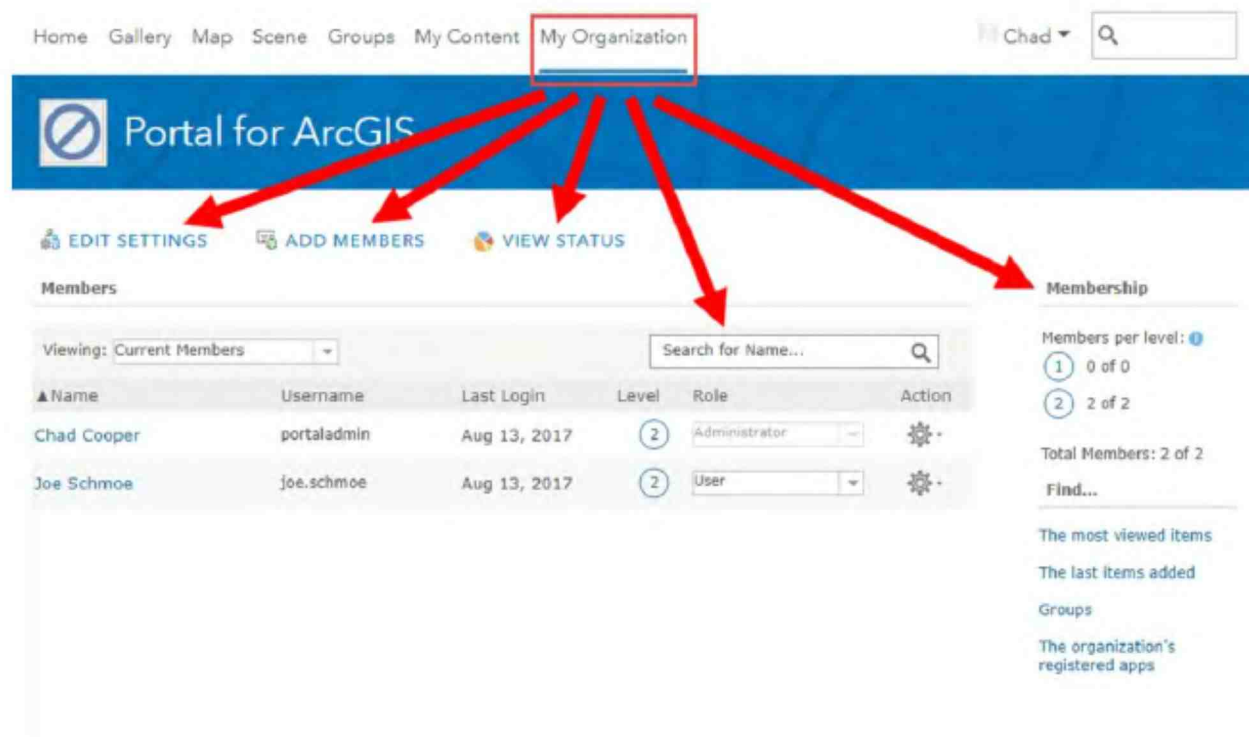 Home Gallery Map Scene Groups My Content My Organization Chad
Portal for ArcGIS
EDIT SETTINGS ADD MEMBERS VIEW STATUS
Members
Viewing: Current Members Search for Name...
▲Name Username Last Login Level Role Action
Chad Cooper portaladmin Aug 13, 2017 2 Administrator
Joe Schmoe joe.schmoe Aug 13, 2017 2 User
Membership
Members per level: i
1 0 of 0
2 2 of 2
Total Members: 2 of 2
Find...
The most viewed items
The last items added
Groups
The organization's
registered apps